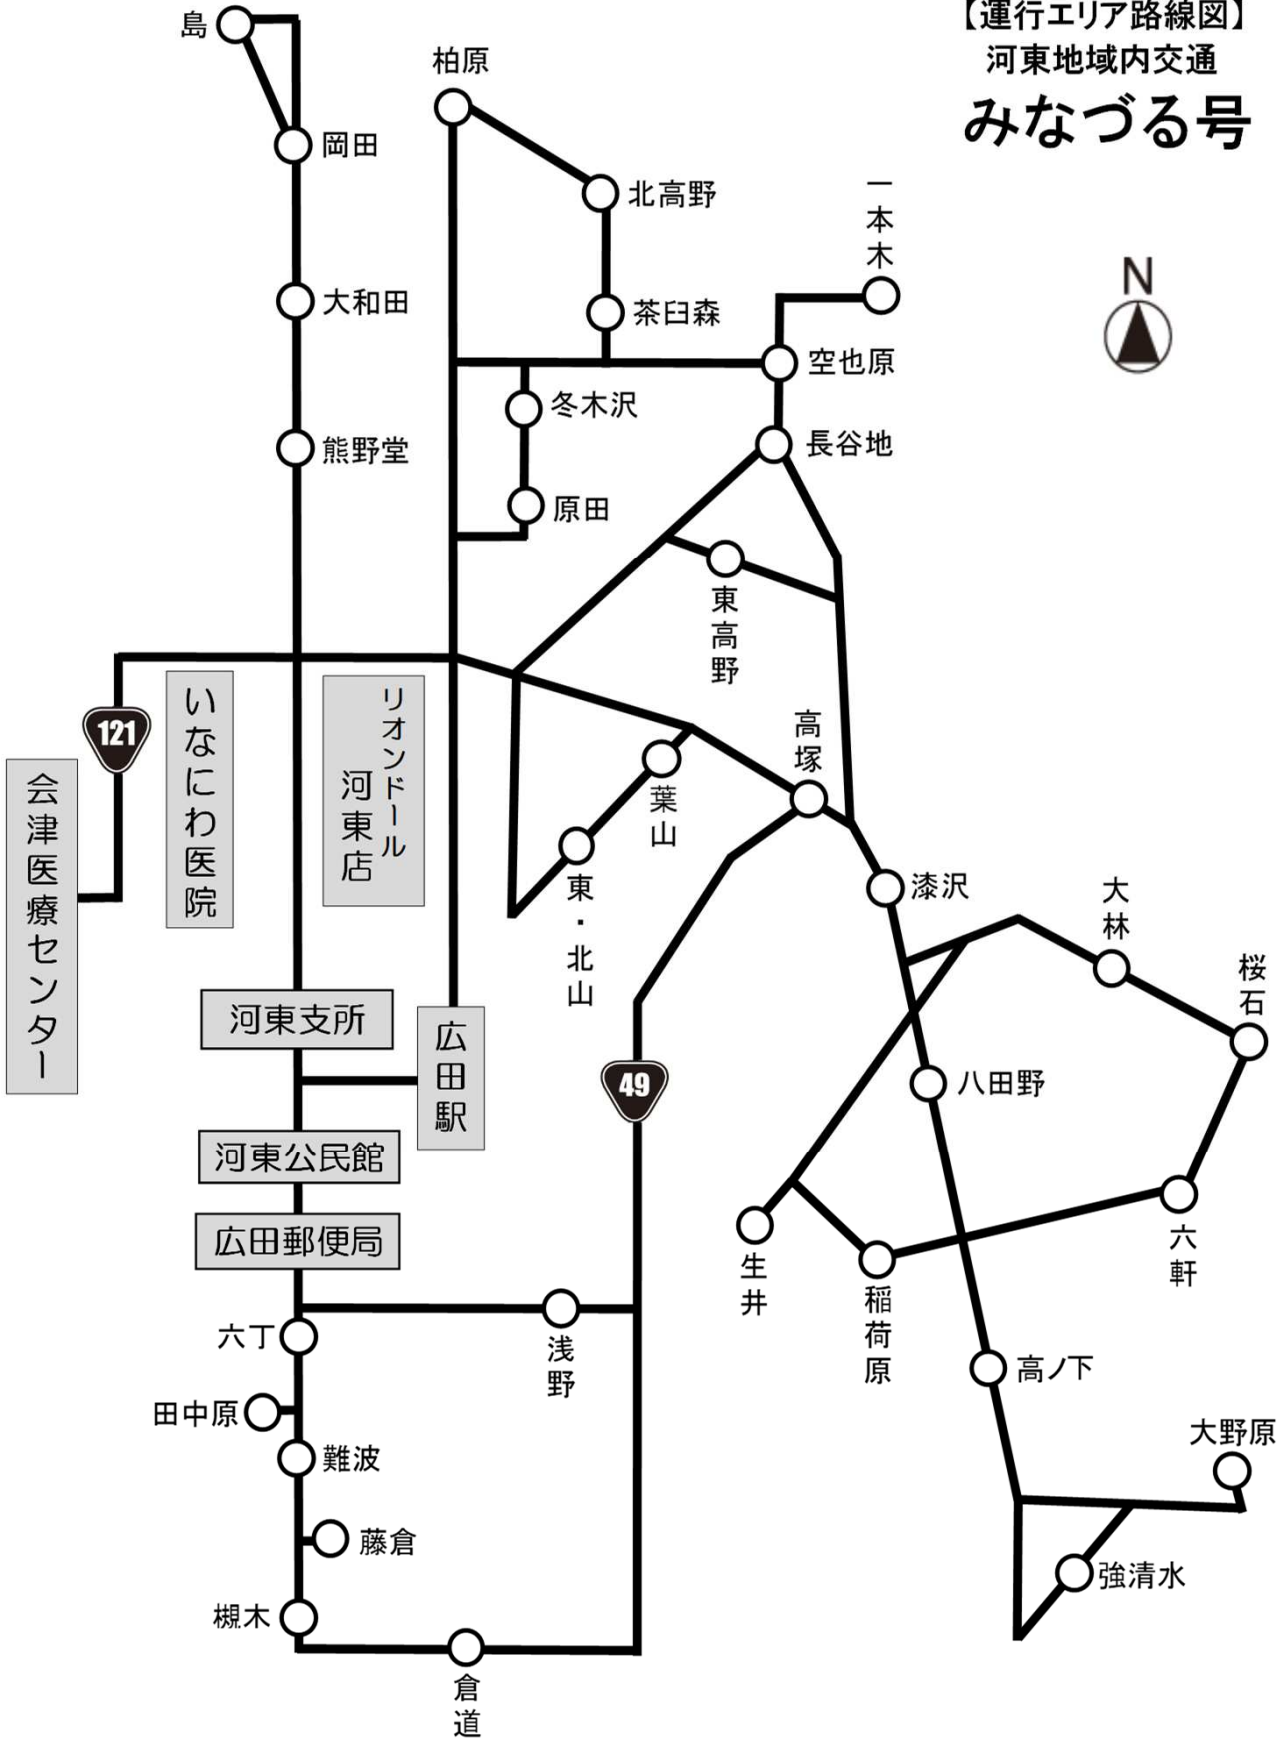 【運行エリア路線図】
河東地域内交通
みなづる号
N
島
岡田
大和田
熊野堂
柏原
北高野
茶臼森
一本木
空也原
長谷地
冬木沢
原田
東高野
高塚
葉山
東・北山
漆沢
大林
桜石
八田野
六軒
生井
稲荷原
高ノ下
大野原
強清水
121
49
会津医療センター
いなにわ医院
リオンドール
河東店
河東支所
広田駅
河東公民館
広田郵便局
六丁
浅野
田中原
難波
藤倉
槻木
倉道